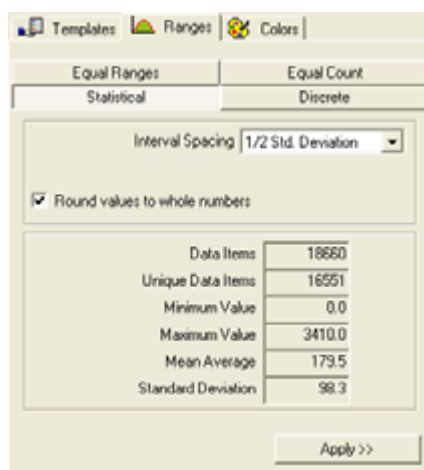 Templates Ranges Colors
Equal Ranges Equal Count
Statistical Discrete
Interval Spacing 1/2 Std. Deviation
Round values to whole numbers
Data Items 18660
Unique Data Items 16551
Minimum Value 0.0
Maximum Value 3410.0
Mean Average 179.5
Standard Deviation 98.3
Apply >>